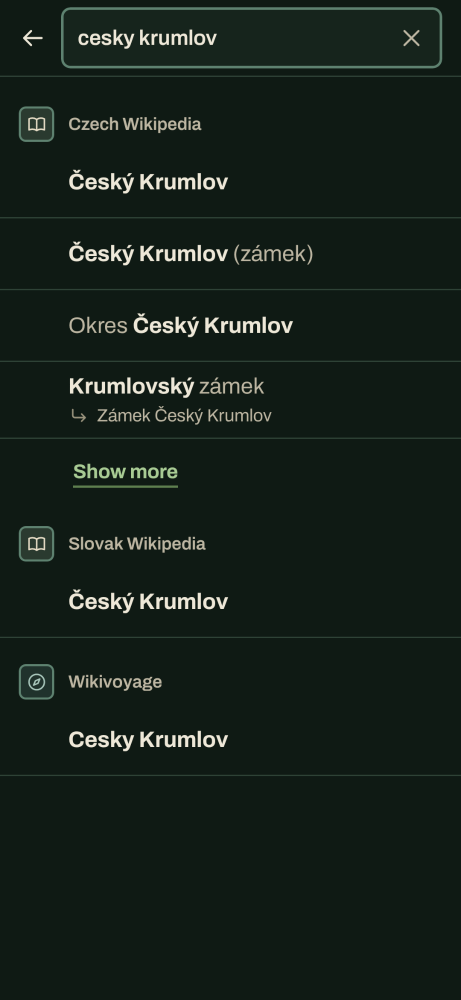 cesky krumlov
Czech Wikipedia
Český Krumlov
Český Krumlov (zámek)
Okres Český Krumlov
Krumlovský zámek
Zámek Český Krumlov
Show more
Slovak Wikipedia
Český Krumlov
Wikivoyage
Cesky Krumlov